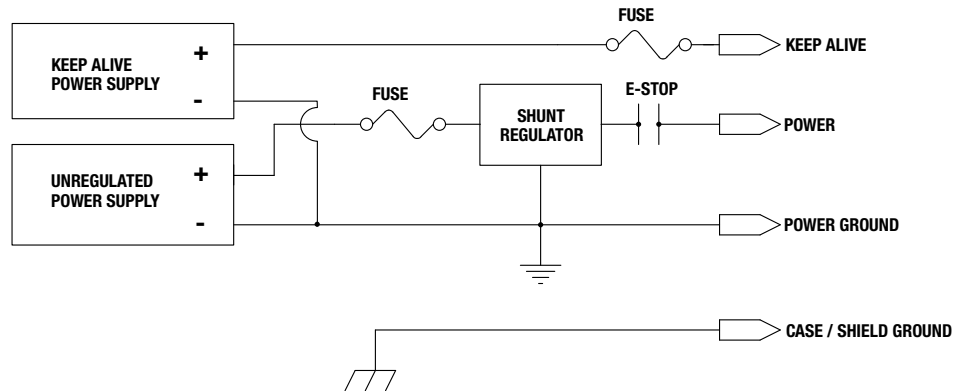 FUSE
KEEP ALIVE
POWER SUPPLY
+
-
KEEP ALIVE
FUSE
SHUNT
REGULATOR
E-STOP
POWER
UNREGULATED
POWER SUPPLY
+
-
POWER GROUND
CASE / SHIELD GROUND